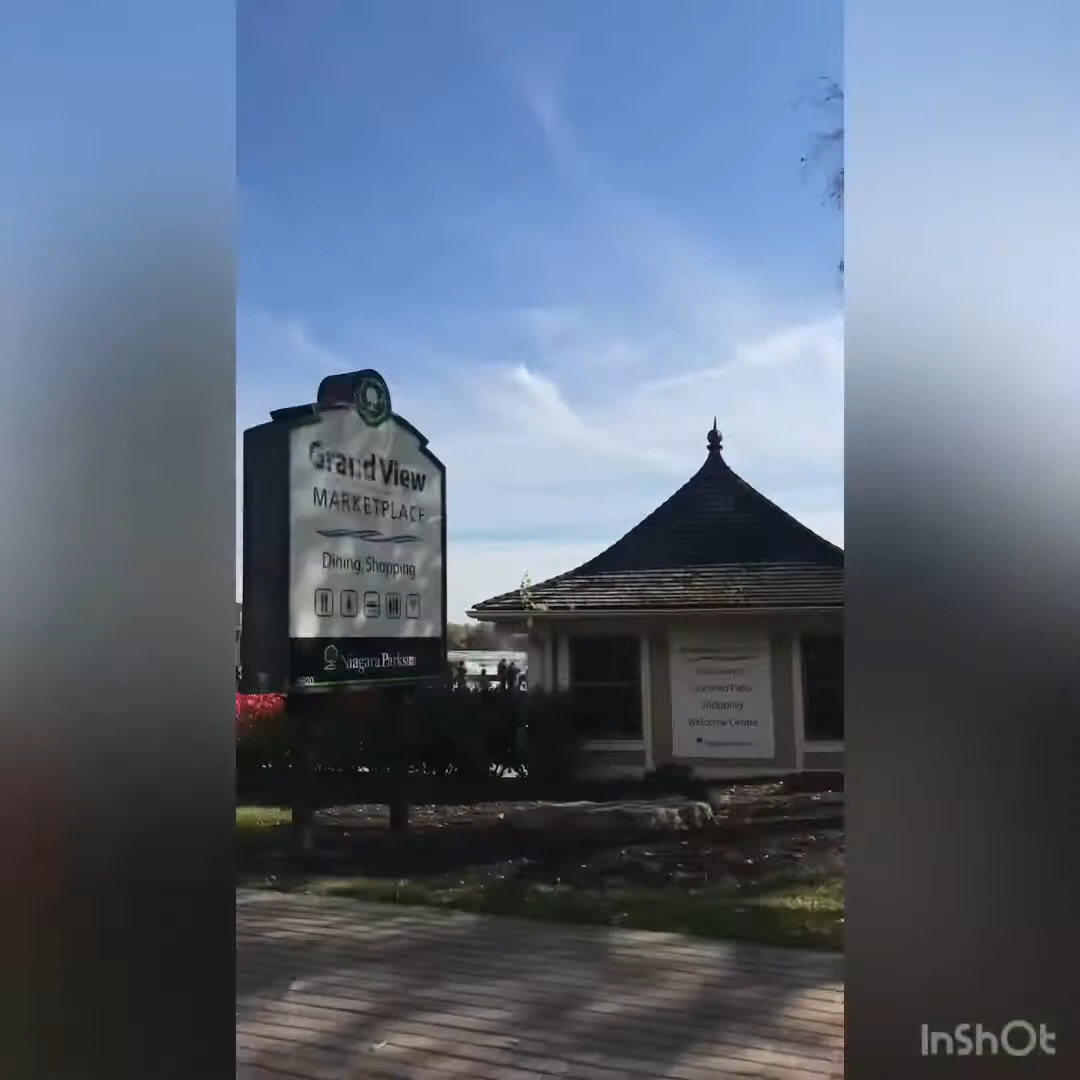 Grand View
MARKETPLACE
Dining, Shopping
Niagara Parks
Shopping
Welcome Centre
InShOt